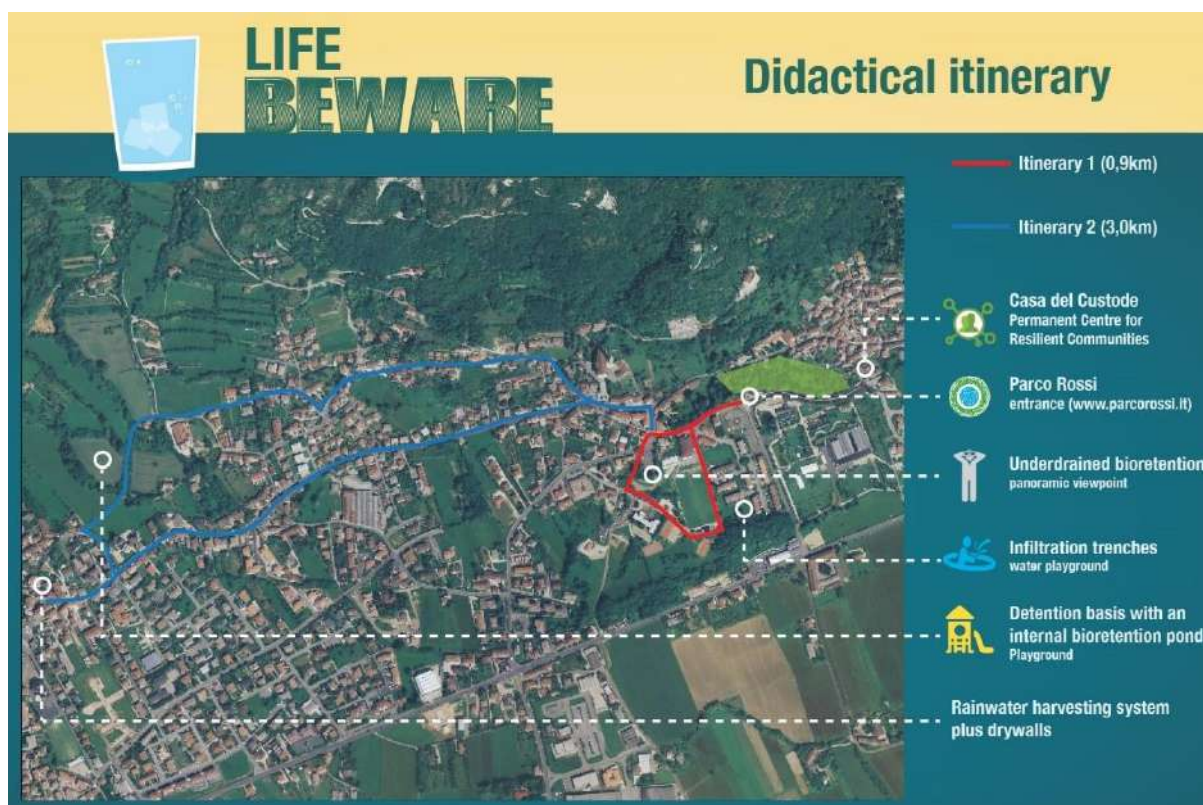 LIFE
BEWARE
Didactical itinerary
Itinerary 1 (0,9km)
Itinerary 2 (3,0km)
Casa del Custode
Permanent Centre for
Resilient Communities
Parco Rossi
entrance (www.parcorossi.it)
Underdrained bioretention
panoramic viewpoint
Infiltration trenches
water playground
Detention basis with an
internal bioretention pond
Playground
Rainwater harvesting system
plus drywalls